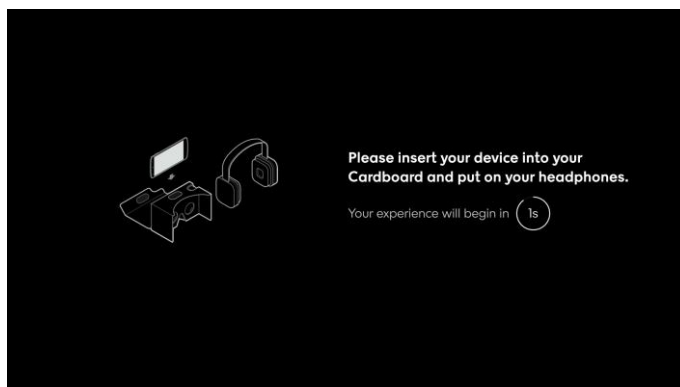 Please insert your device into your
Cardboard and put on your headphones.
Your experience will begin in 1s